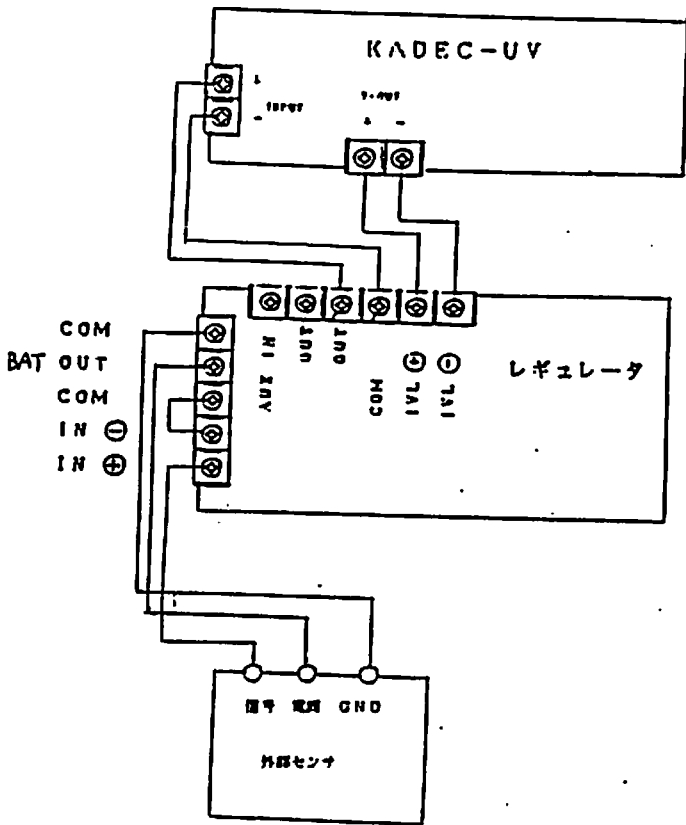 KADEC-UV
+
- INPUT
V-OUT
+ -
COM
BAT OUT
COM
IN ⊖
IN ⊕
AUX IN
OUT
OUT
COM
IVL ⊕
IVL ⊖
レギュレータ
信号 電源 GND
外部センサ